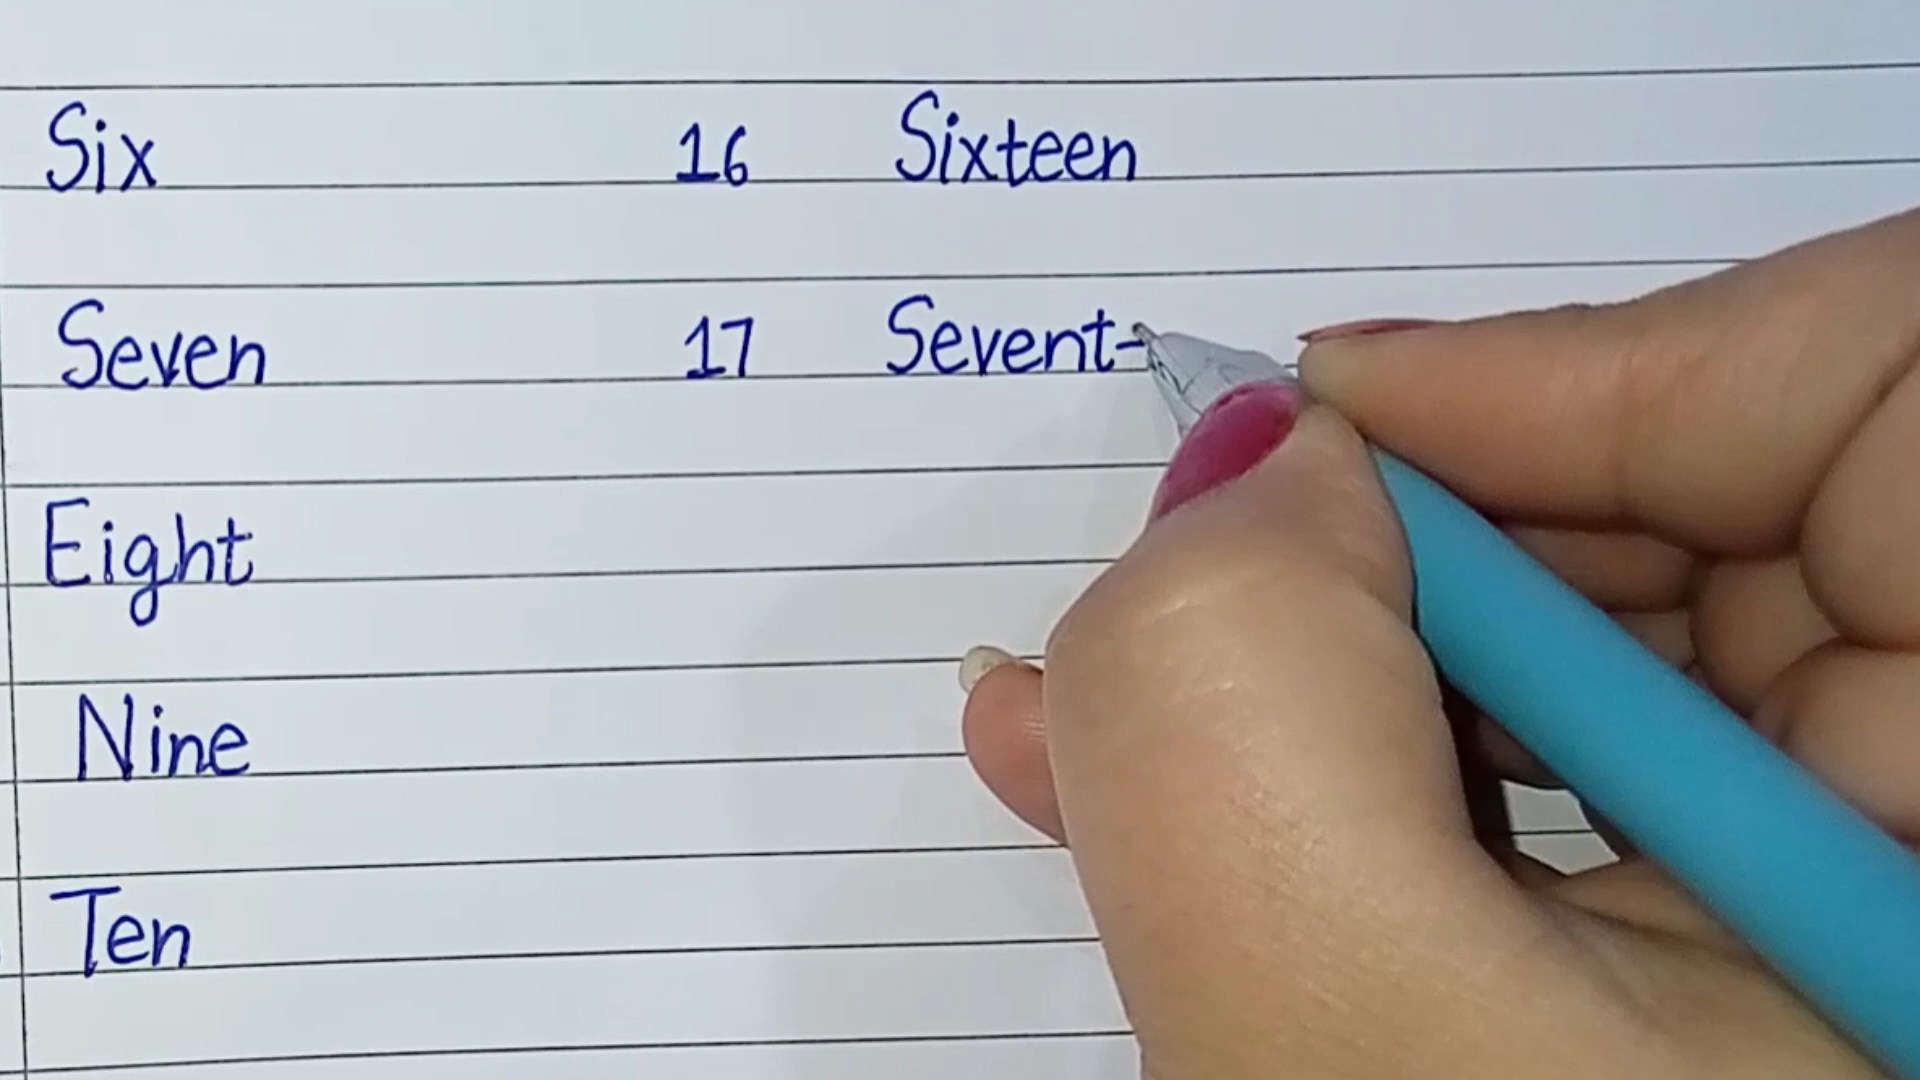 Six 16 Sixteen
Seven 17 Sevent
Eight
Nine
Ten